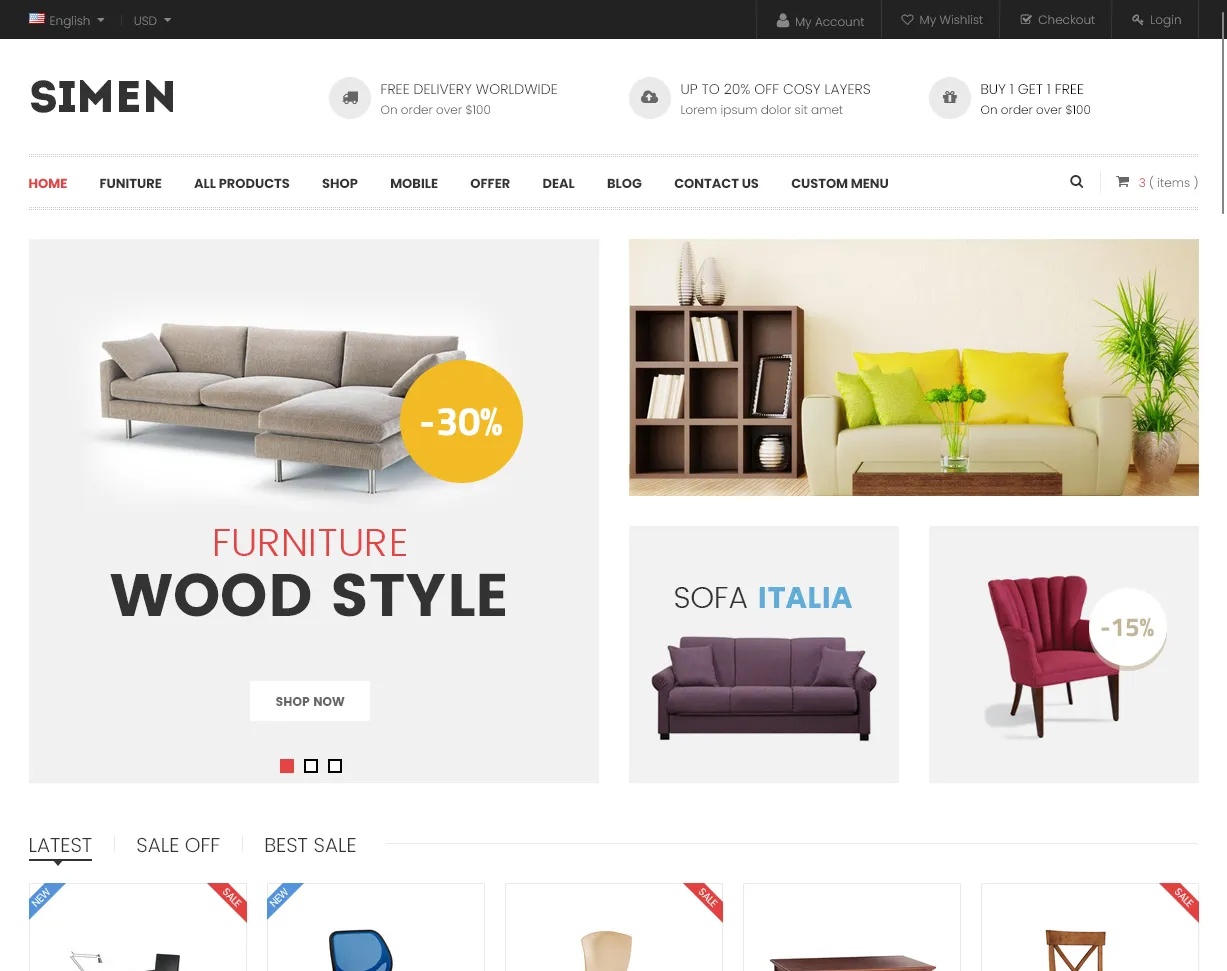 English
USD
My Account
My Wishlist
Checkout
Login
SIMEN
FREE DELIVERY WORLDWIDE
On order over $100
UP TO 20% OFF COSY LAYERS
Lorem ipsum dolor sit amet
BUY 1 GET 1 FREE
On order over $100
HOME
FUNITURE
ALL PRODUCTS
SHOP
MOBILE
OFFER
DEAL
BLOG
CONTACT US
CUSTOM MENU
3 ( items )
-30%
FURNITURE
WOOD STYLE
SHOP NOW
SOFA ITALIA
-15%
LATEST
SALE OFF
BEST SALE
NEW
SALE
NEW
SALE
SALE